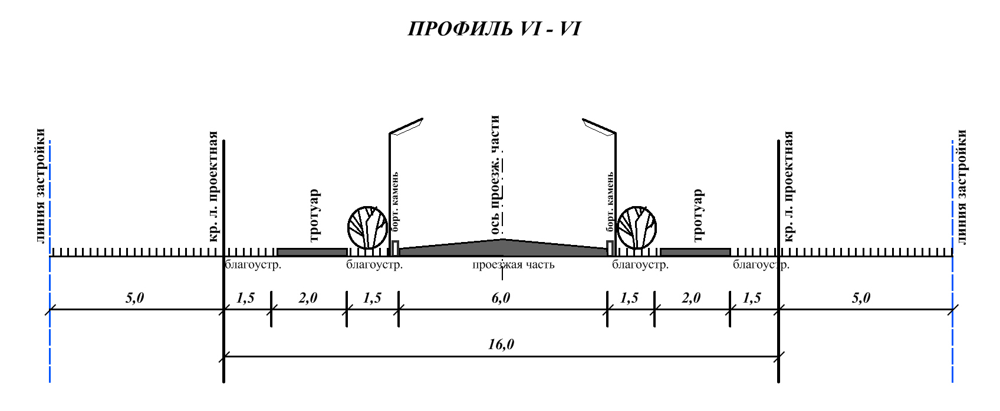 ПРОФИЛЬ VI - VI
линия застройки
кр. л. проектная
тротуар
борт. камень
ось проезж. части
борт. камень
тротуар
кр. л. проектная
линия застройки
благоустр.
благоустр.
проезжая часть
благоустр.
благоустр.
5,0
1,5
2,0
1,5
6,0
1,5
2,0
1,5
5,0
16,0